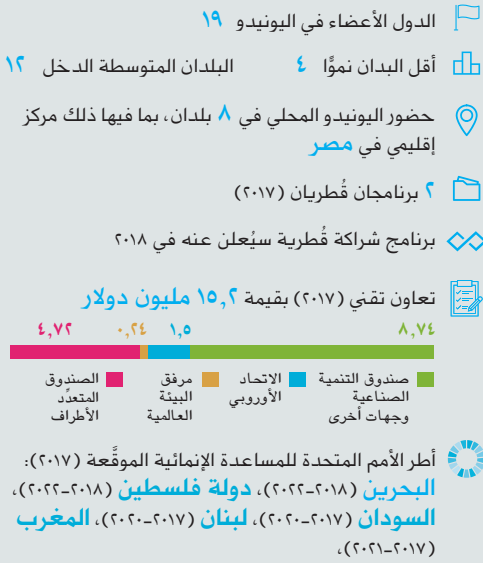 الدول الأعضاء في اليونيدو ١٩
أقل البدان نموًّا ٤ البلدان المتوسطة الدخل ١٢
حضور اليونيدو المحلي في ٨ بلدان، بما فيها ذلك مركز
إقليمي في مصر
٢ برنامجان قُطريان (٢٠١٧)
برنامج شراكة قُطرية سيُعلن عنه في ٢٠١٨
تعاون تقني (٢٠١٧) بقيمة ١٥,٢ مليون دولار
٨,٧٤ ١,٥ ٠,٢٤ ٤,٧٢
صندوق التنمية الاتحاد مرفق الصندوق
الصناعية الأوروبي البيئة المتعدِّد
وجهات أخرى العالمية الأطراف
أطر الأمم المتحدة للمساعدة الإنمائية الموقَّعة (٢٠١٧):
البحرين (٢٠١٨-٢٠٢٢)، دولة فلسطين (٢٠١٨-٢٠٢٢)،
السودان (٢٠١٧-٢٠٢٠)، لبنان (٢٠١٧-٢٠٢٠)، المغرب
(٢٠١٧-٢٠٢١)،